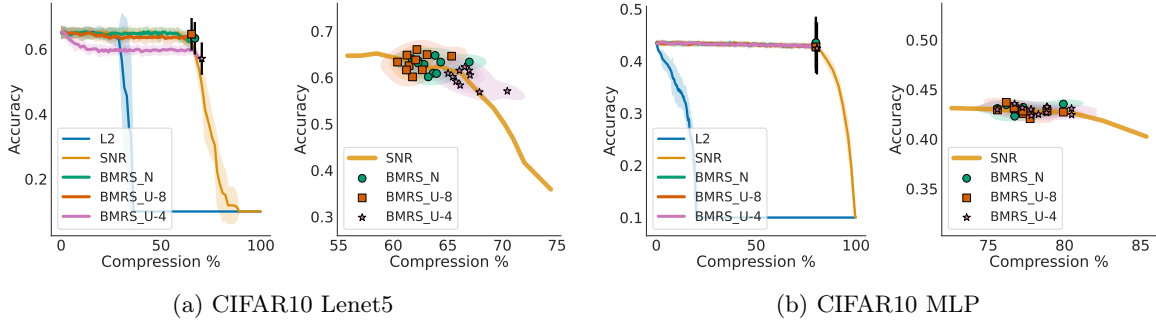 0.6
0.4
0.2
Accuracy
L2
SNR
BMRS_N
BMRS_U-8
BMRS_U-4
0
50
100
Compression %
0.7
0.6
0.5
0.4
0.3
Accuracy
SNR
BMRS_N
BMRS_U-8
BMRS_U-4
55
60
65
70
75
Compression %
(a) CIFAR10 Lenet5
0.5
0.4
0.3
0.2
0.1
Accuracy
L2
SNR
BMRS_N
BMRS_U-8
BMRS_U-4
0
50
100
Compression %
0.50
0.45
0.40
0.35
Accuracy
SNR
BMRS_N
BMRS_U-8
BMRS_U-4
75
80
85
Compression %
(b) CIFAR10 MLP